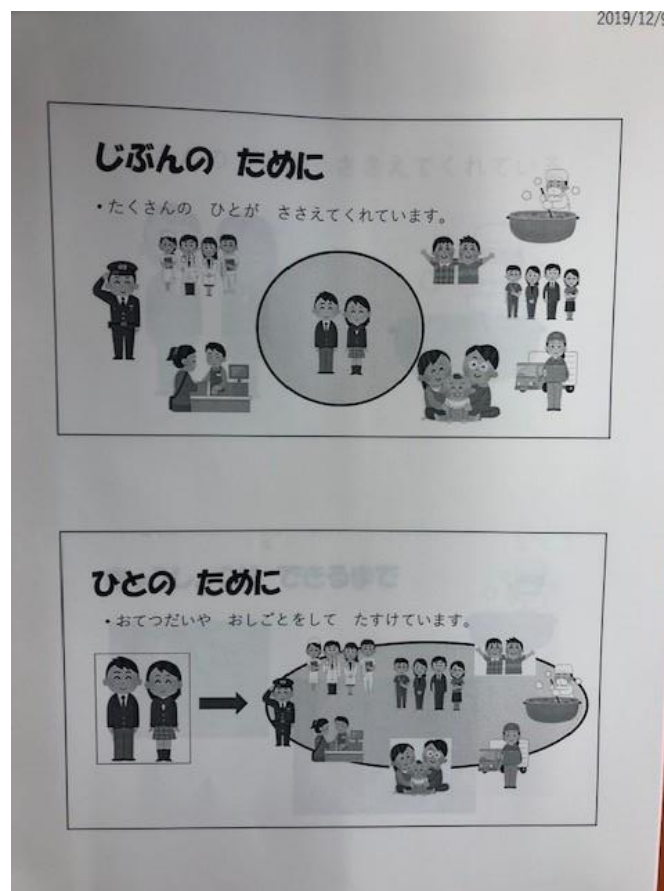 2019/12/9
じぶんの ために
・たくさんの ひとが ささえてくれています。
ひとの ために
・おてつだいや おしごとをして たすけています。